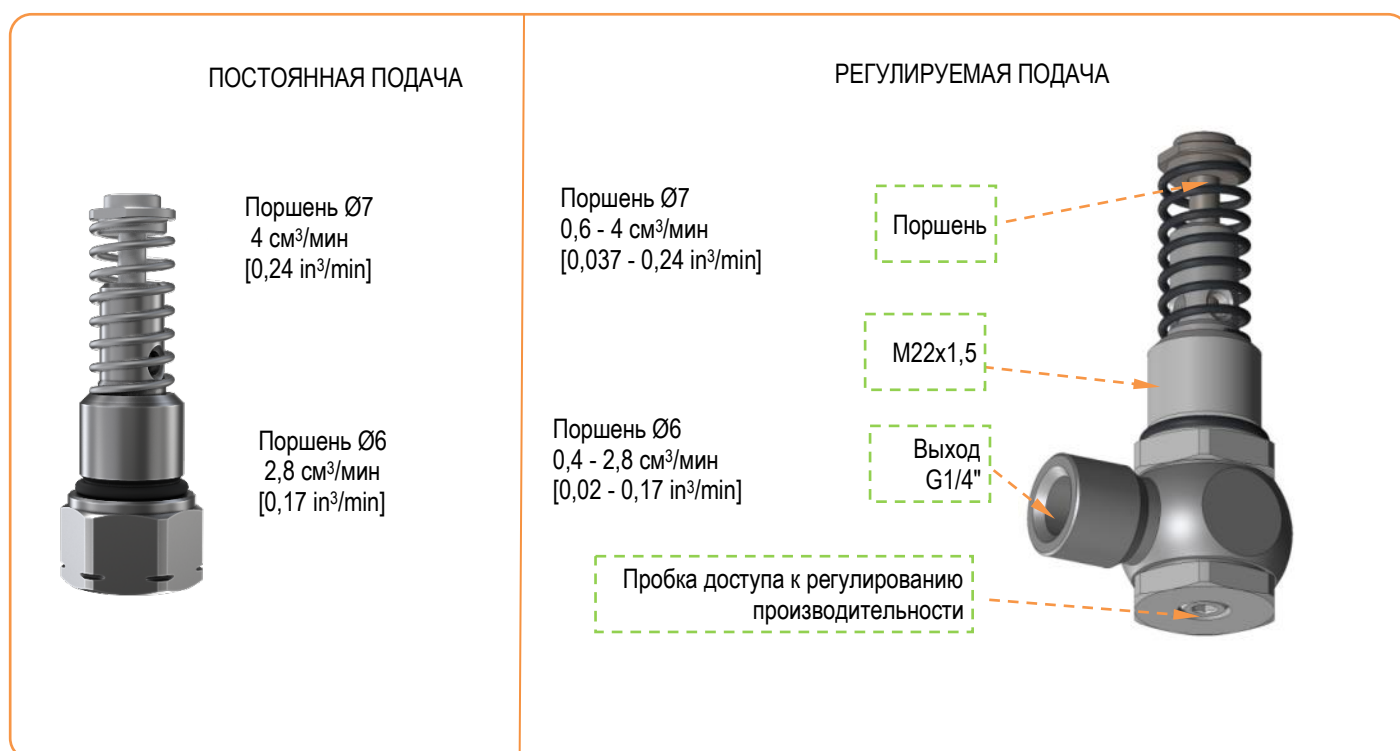 ПОСТОЯННАЯ ПОДАЧА
Поршень Ø7
4 см³/мин
[0,24 in³/min]
Поршень Ø6
2,8 см³/мин
[0,17 in³/min]
РЕГУЛИРУЕМАЯ ПОДАЧА
Поршень Ø7
0,6 - 4 см³/мин
[0,037 - 0,24 in³/min]
Поршень
M22x1,5
Поршень Ø6
0,4 - 2,8 см³/мин
[0,02 - 0,17 in³/min]
Выход
G1/4"
Пробка доступа к регулированию
производительности